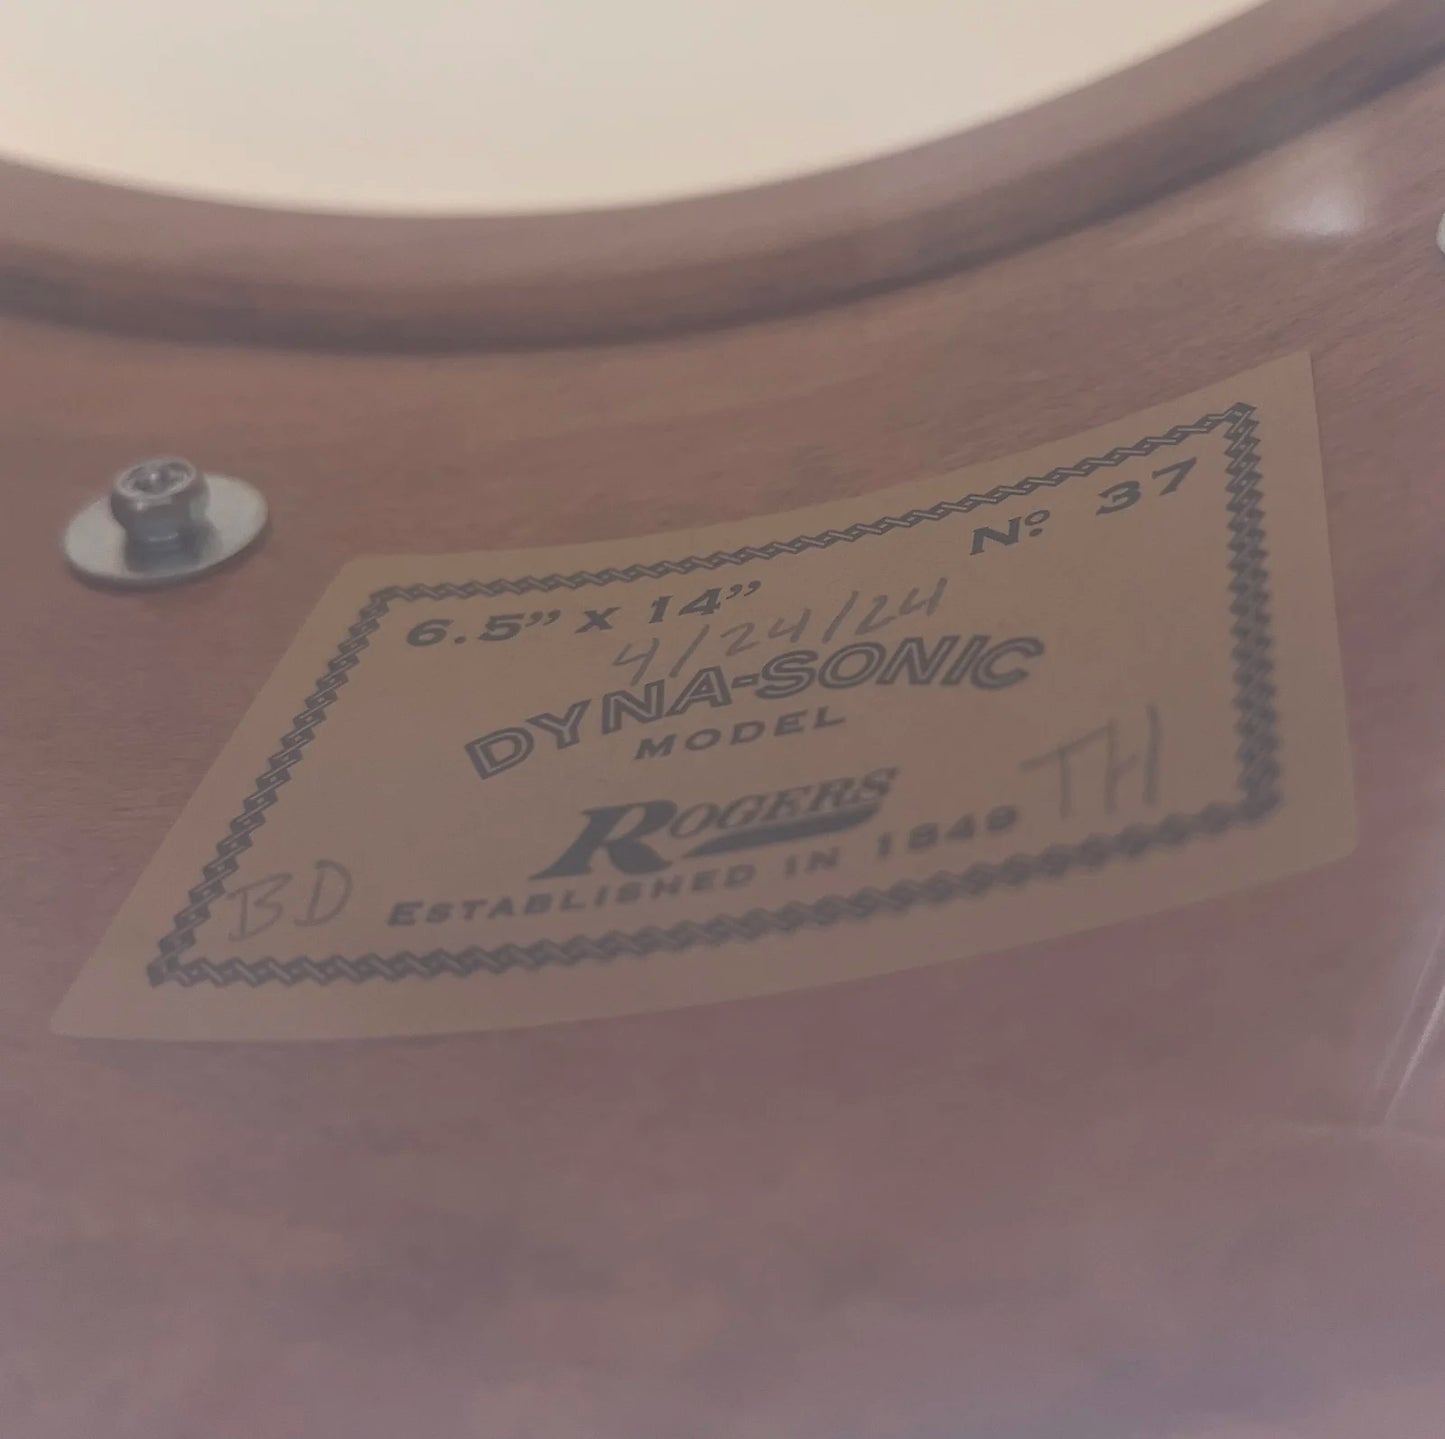 Nº 37
6.5” X 14”
4/24/24
DYNA-SONIC
MODEL
ROGERS
ESTABLISHED IN 1849
BD
TH